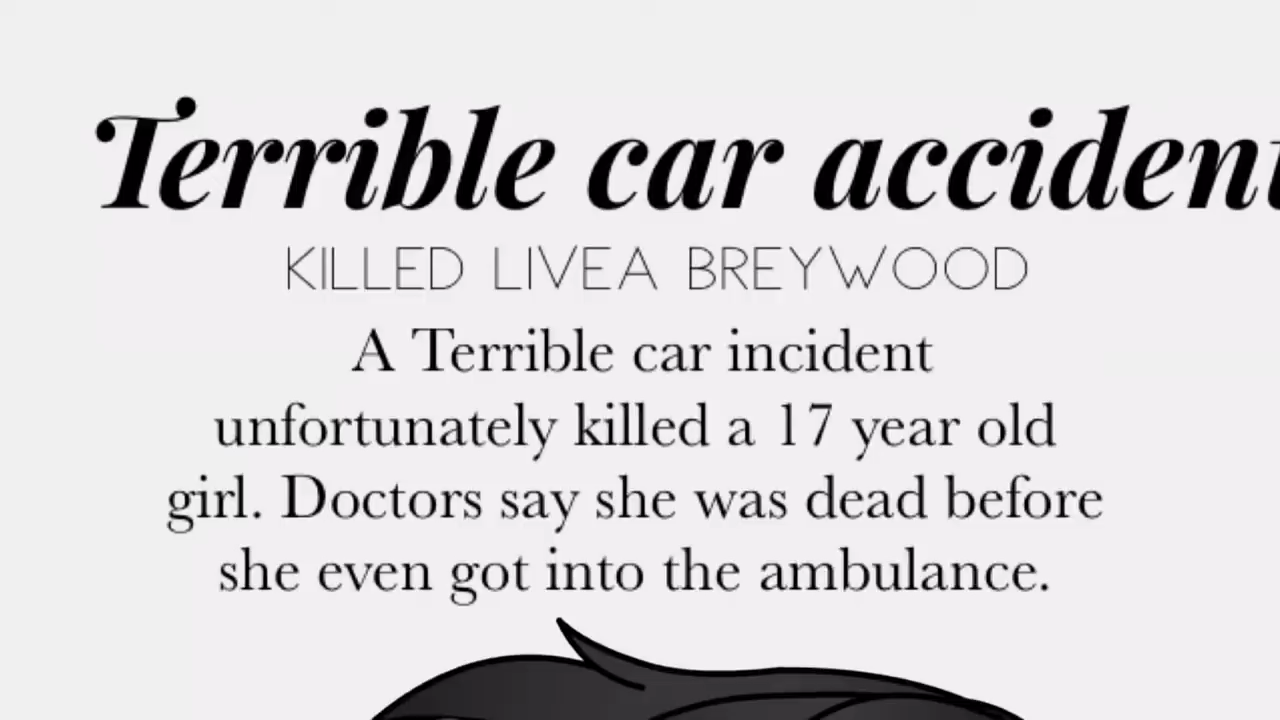 Terrible car accident
KILLED LIVEA BREYWOOD
A Terrible car incident
unfortunately killed a 17 year old
girl. Doctors say she was dead before
she even got into the ambulance.